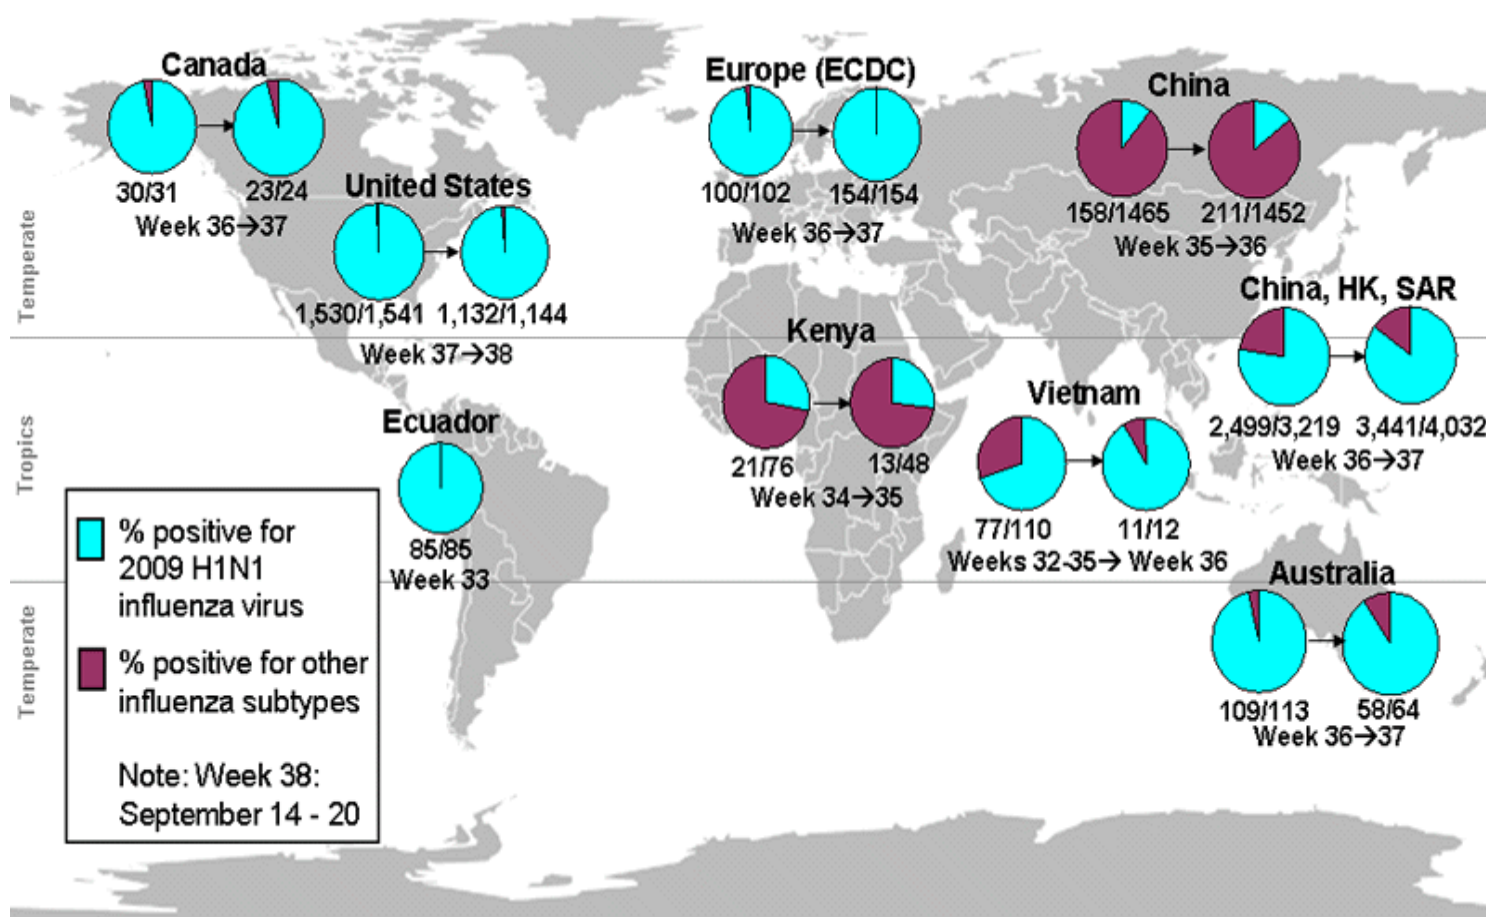 Canada
30/31 23/24
Week 36→37
United States
1,530/1,541 1,132/1,144
Week 37→38
Europe (ECDC)
100/102 154/154
Week 36→37
China
158/1465 211/1452
Week 35→36
China, HK, SAR
2,499/3,219 3,441/4,032
Week 36→37
Kenya
21/76 13/48
Week 34→35
Vietnam
77/110 11/12
Weeks 32-35→ Week 36
Ecuador
85/85
Week 33
Australia
109/113 58/64
Week 36→37
Temperate
Tropics
Temperate
% positive for
2009 H1N1
influenza virus
% positive for other
influenza subtypes
Note: Week 38:
September 14 - 20